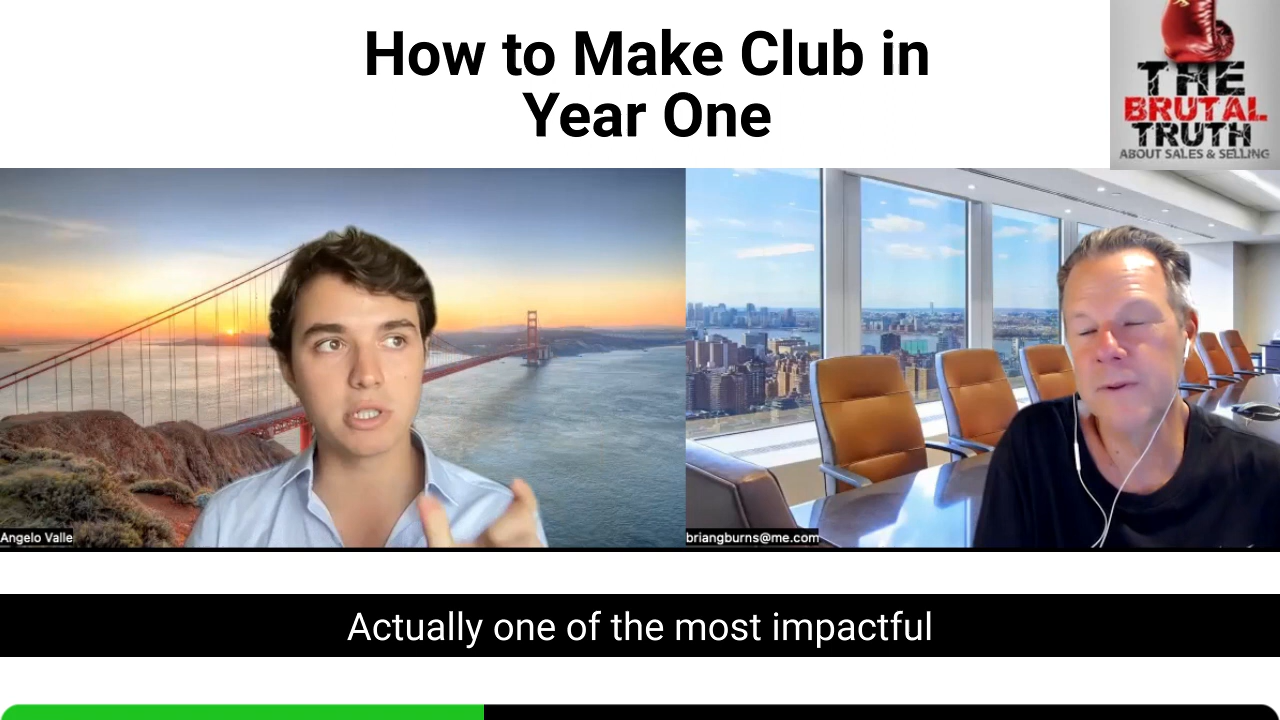 How to Make Club in
Year One
THE
BRUTAL
TRUTH
ABOUT SALES & SELLING
Angelo Valle
briangburns@me.com
Actually one of the most impactful